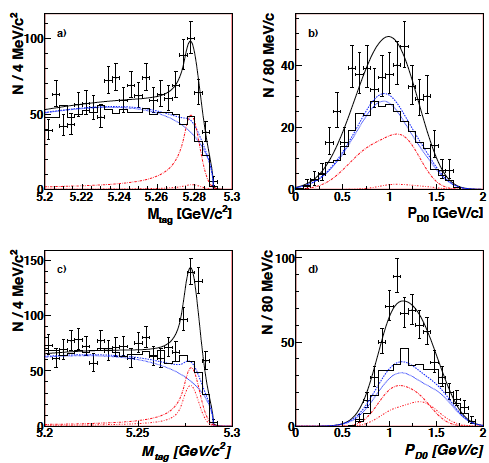 N / 4 MeV/c²
100
50
0
a)
5.2 5.22 5.24 5.26 5.28 5.3
M_tag [GeV/c²]
N / 80 MeV/c
40
20
0
b)
0 0.5 1 1.5 2
P_D0 [GeV/c]
N / 4 MeV/c²
150
100
50
0
c)
5.2 5.25 5.3
M_tag [GeV/c²]
N / 80 MeV/c
100
50
0
d)
0 0.5 1 1.5 2
P_D0 [GeV/c]